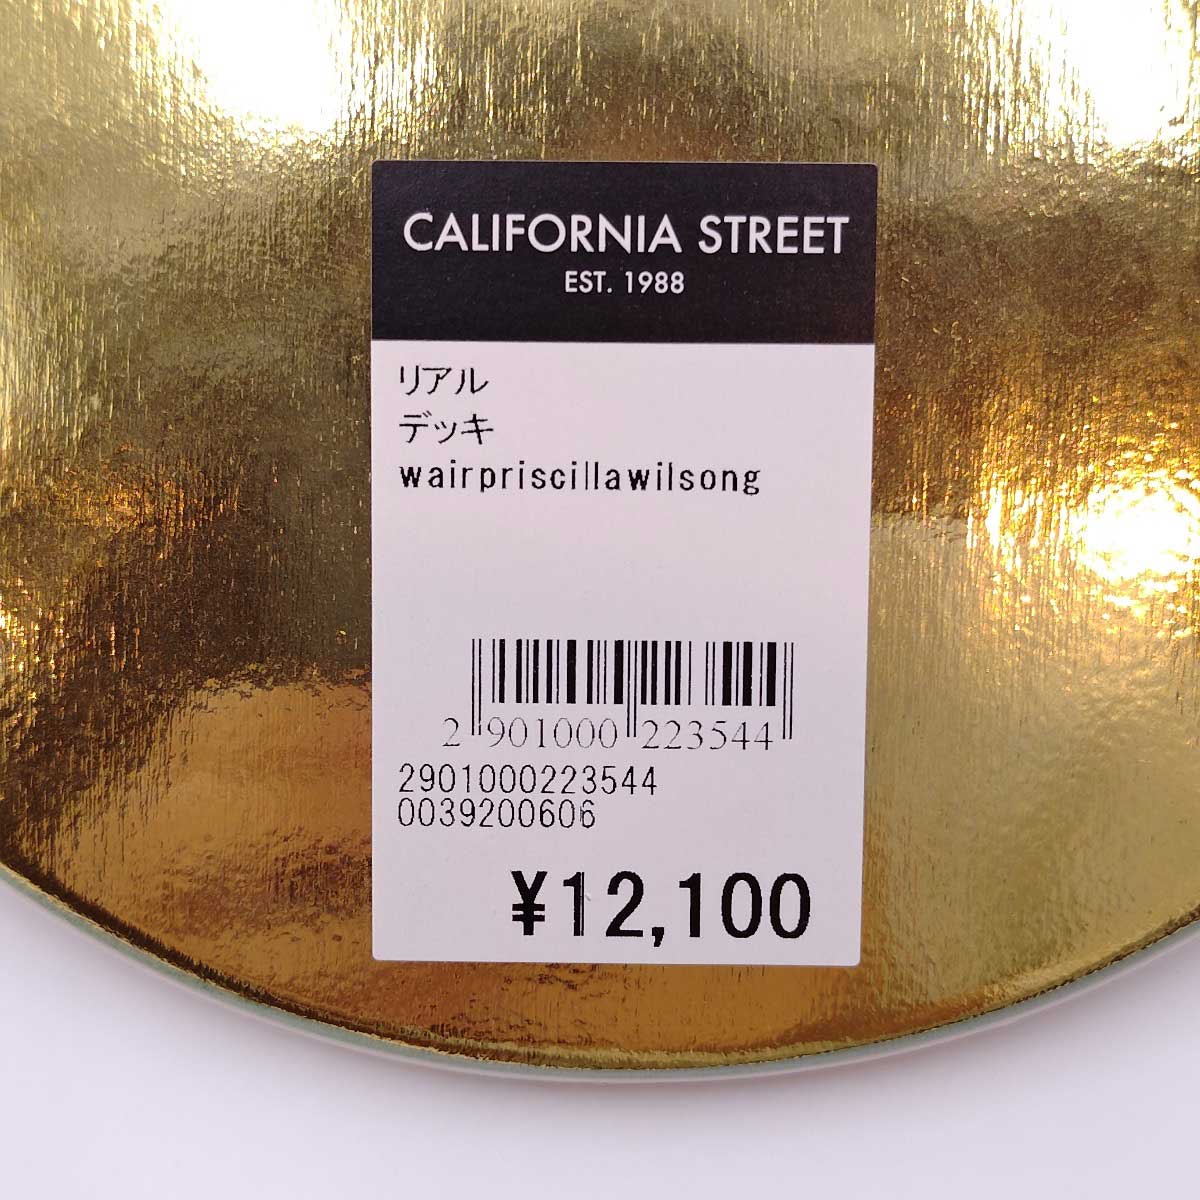 CALIFORNIA STREET
EST. 1988
リアル
デッキ
wairpriscillawilsong
2 901000 223544
2901000223544
0039200606
¥12,100